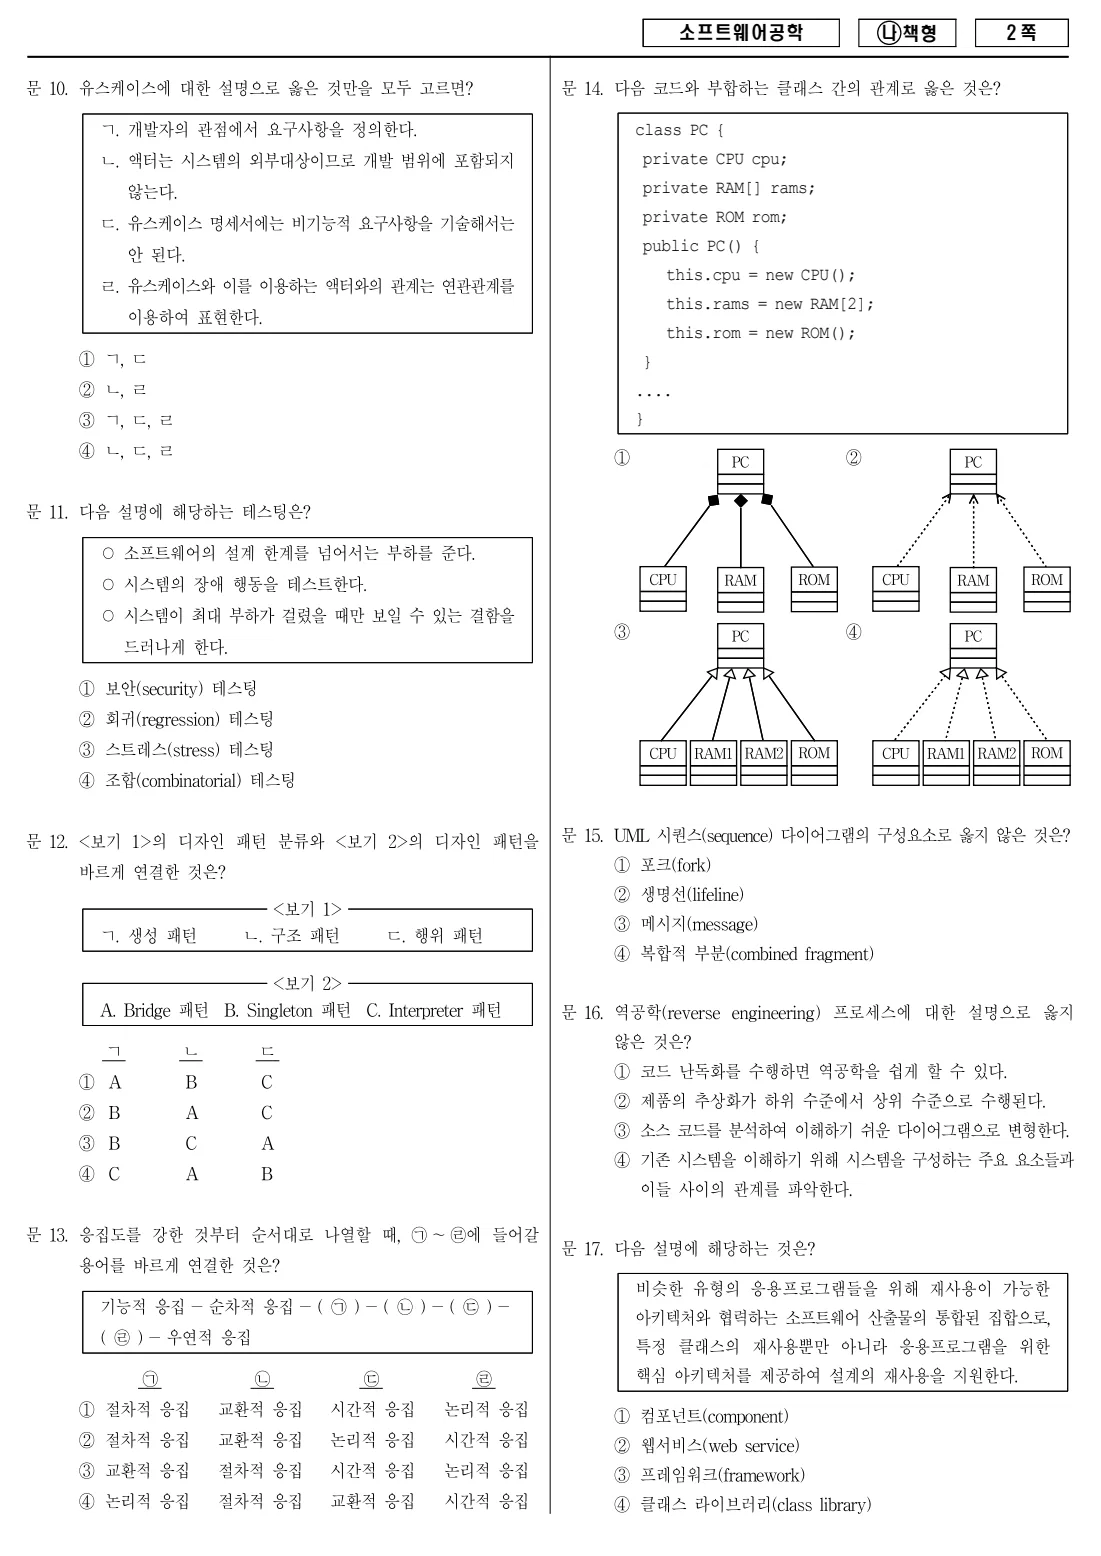 소프트웨어공학
㉯책형
2쪽
문 10. 유스케이스에 대한 설명으로 옳은 것만을 모두 고르면?
ㄱ. 개발자의 관점에서 요구사항을 정의한다.
ㄴ. 액터는 시스템의 외부대상이므로 개발 범위에 포함되지
않는다.
ㄷ. 유스케이스 명세서에는 비기능적 요구사항을 기술해서는
안 된다.
ㄹ. 유스케이스와 이를 이용하는 액터와의 관계는 연관관계를
이용하여 표현한다.
① ㄱ, ㄷ
② ㄴ, ㄹ
③ ㄱ, ㄷ, ㄹ
④ ㄴ, ㄷ, ㄹ
문 11. 다음 설명에 해당하는 테스팅은?
○ 소프트웨어의 설계 한계를 넘어서는 부하를 준다.
○ 시스템의 장애 행동을 테스트한다.
○ 시스템이 최대 부하가 걸렸을 때만 보일 수 있는 결함을
드러나게 한다.
① 보안(security) 테스팅
② 회귀(regression) 테스팅
③ 스트레스(stress) 테스팅
④ 조합(combinatorial) 테스팅
문 12. <보기 1>의 디자인 패턴 분류와 <보기 2>의 디자인 패턴을
바르게 연결한 것은?
<보기 1>
ㄱ. 생성 패턴 ㄴ. 구조 패턴 ㄷ. 행위 패턴
<보기 2>
A. Bridge 패턴 B. Singleton 패턴 C. Interpreter 패턴
ㄱ ㄴ ㄷ
① A B C
② B A C
③ B C A
④ C A B
문 13. 응집도를 강한 것부터 순서대로 나열할 때, ㉠ ~ ㉣에 들어갈
용어를 바르게 연결한 것은?
기능적 응집 – 순차적 응집 – ( ㉠ ) – ( ㉡ ) – ( ㉢ ) –
( ㉣ ) – 우연적 응집
㉠ ㉡ ㉢ ㉣
① 절차적 응집 교환적 응집 시간적 응집 논리적 응집
② 절차적 응집 교환적 응집 논리적 응집 시간적 응집
③ 교환적 응집 절차적 응집 시간적 응집 논리적 응집
④ 논리적 응집 절차적 응집 교환적 응집 시간적 응집
문 14. 다음 코드와 부합하는 클래스 간의 관계로 옳은 것은?
class PC {
private CPU cpu;
private RAM[] rams;
private ROM rom;
public PC() {
this.cpu = new CPU();
this.rams = new RAM[2];
this.rom = new ROM();
}
....
}
① ②
PC PC
CPU RAM ROM CPU RAM ROM
③ ④
PC PC
CPU RAM1 RAM2 ROM CPU RAM1 RAM2 ROM
문 15. UML 시퀀스(sequence) 다이어그램의 구성요소로 옳지 않은 것은?
① 포크(fork)
② 생명선(lifeline)
③ 메시지(message)
④ 복합적 부분(combined fragment)
문 16. 역공학(reverse engineering) 프로세스에 대한 설명으로 옳지
않은 것은?
① 코드 난독화를 수행하면 역공학을 쉽게 할 수 있다.
② 제품의 추상화가 하위 수준에서 상위 수준으로 수행된다.
③ 소스 코드를 분석하여 이해하기 쉬운 다이어그램으로 변형한다.
④ 기존 시스템을 이해하기 위해 시스템을 구성하는 주요 요소들과
이들 사이의 관계를 파악한다.
문 17. 다음 설명에 해당하는 것은?
비슷한 유형의 응용프로그램들을 위해 재사용이 가능한
아키텍처와 협력하는 소프트웨어 산출물의 통합된 집합으로,
특정 클래스의 재사용뿐만 아니라 응용프로그램을 위한
핵심 아키텍처를 제공하여 설계의 재사용을 지원한다.
① 컴포넌트(component)
② 웹서비스(web service)
③ 프레임워크(framework)
④ 클래스 라이브러리(class library)